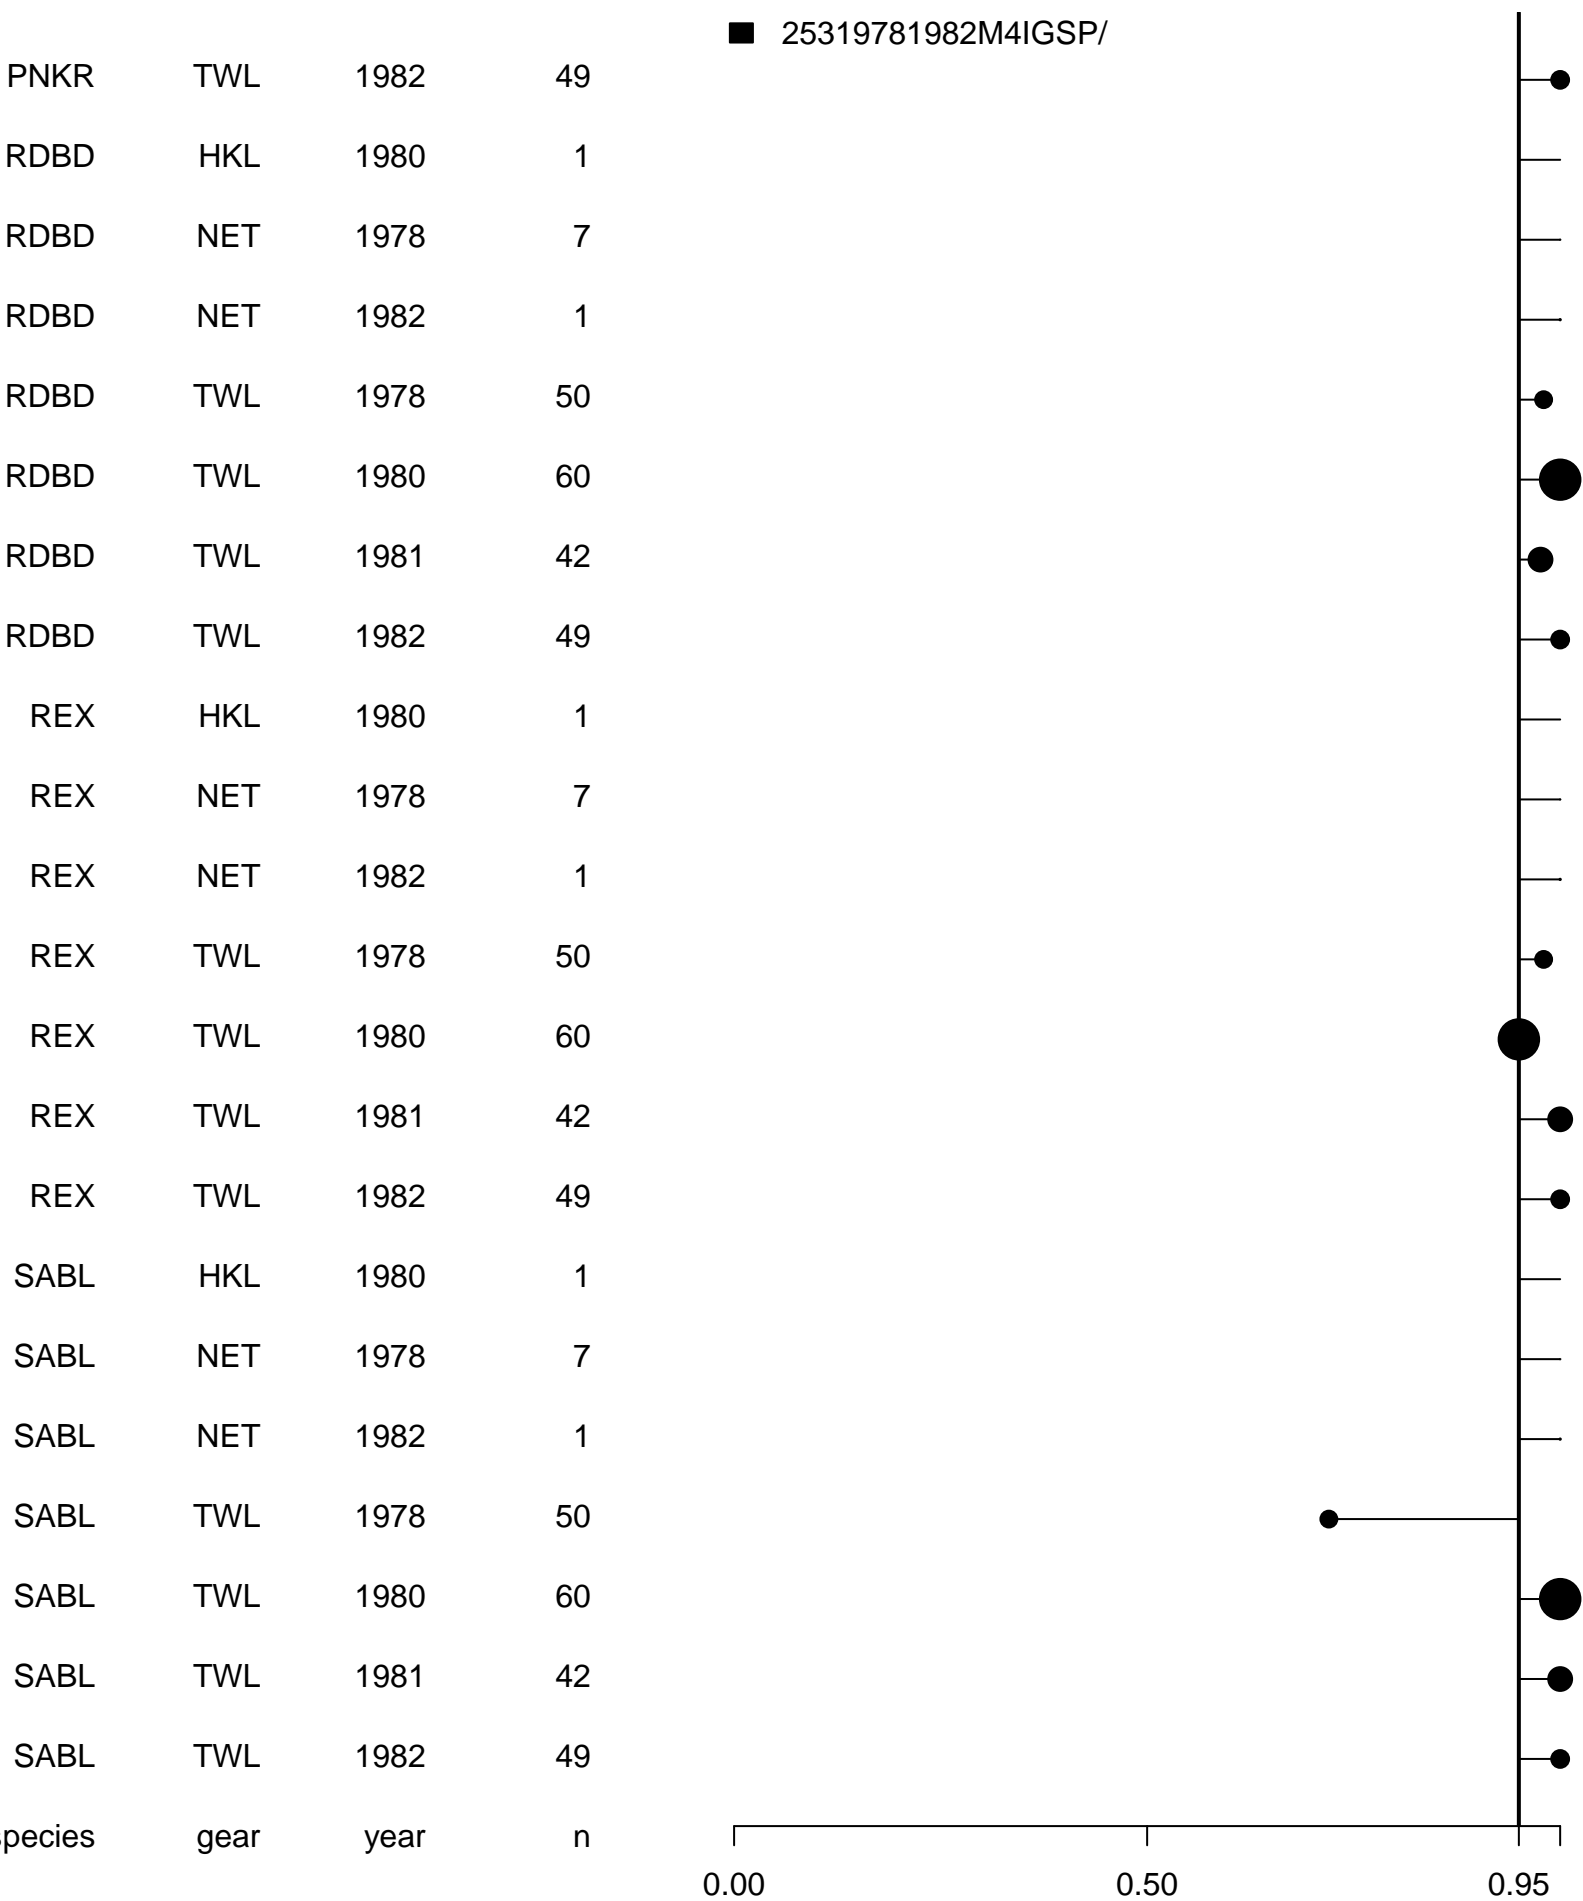 25319781982M4IGSP/
PNKR TWL 1982 49
RDBD HKL 1980 1
RDBD NET 1978 7
RDBD NET 1982 1
RDBD TWL 1978 50
RDBD TWL 1980 60
RDBD TWL 1981 42
RDBD TWL 1982 49
REX HKL 1980 1
REX NET 1978 7
REX NET 1982 1
REX TWL 1978 50
REX TWL 1980 60
REX TWL 1981 42
REX TWL 1982 49
SABL HKL 1980 1
SABL NET 1978 7
SABL NET 1982 1
SABL TWL 1978 50
SABL TWL 1980 60
SABL TWL 1981 42
SABL TWL 1982 49
pecies gear year n
0.00 0.50 0.95